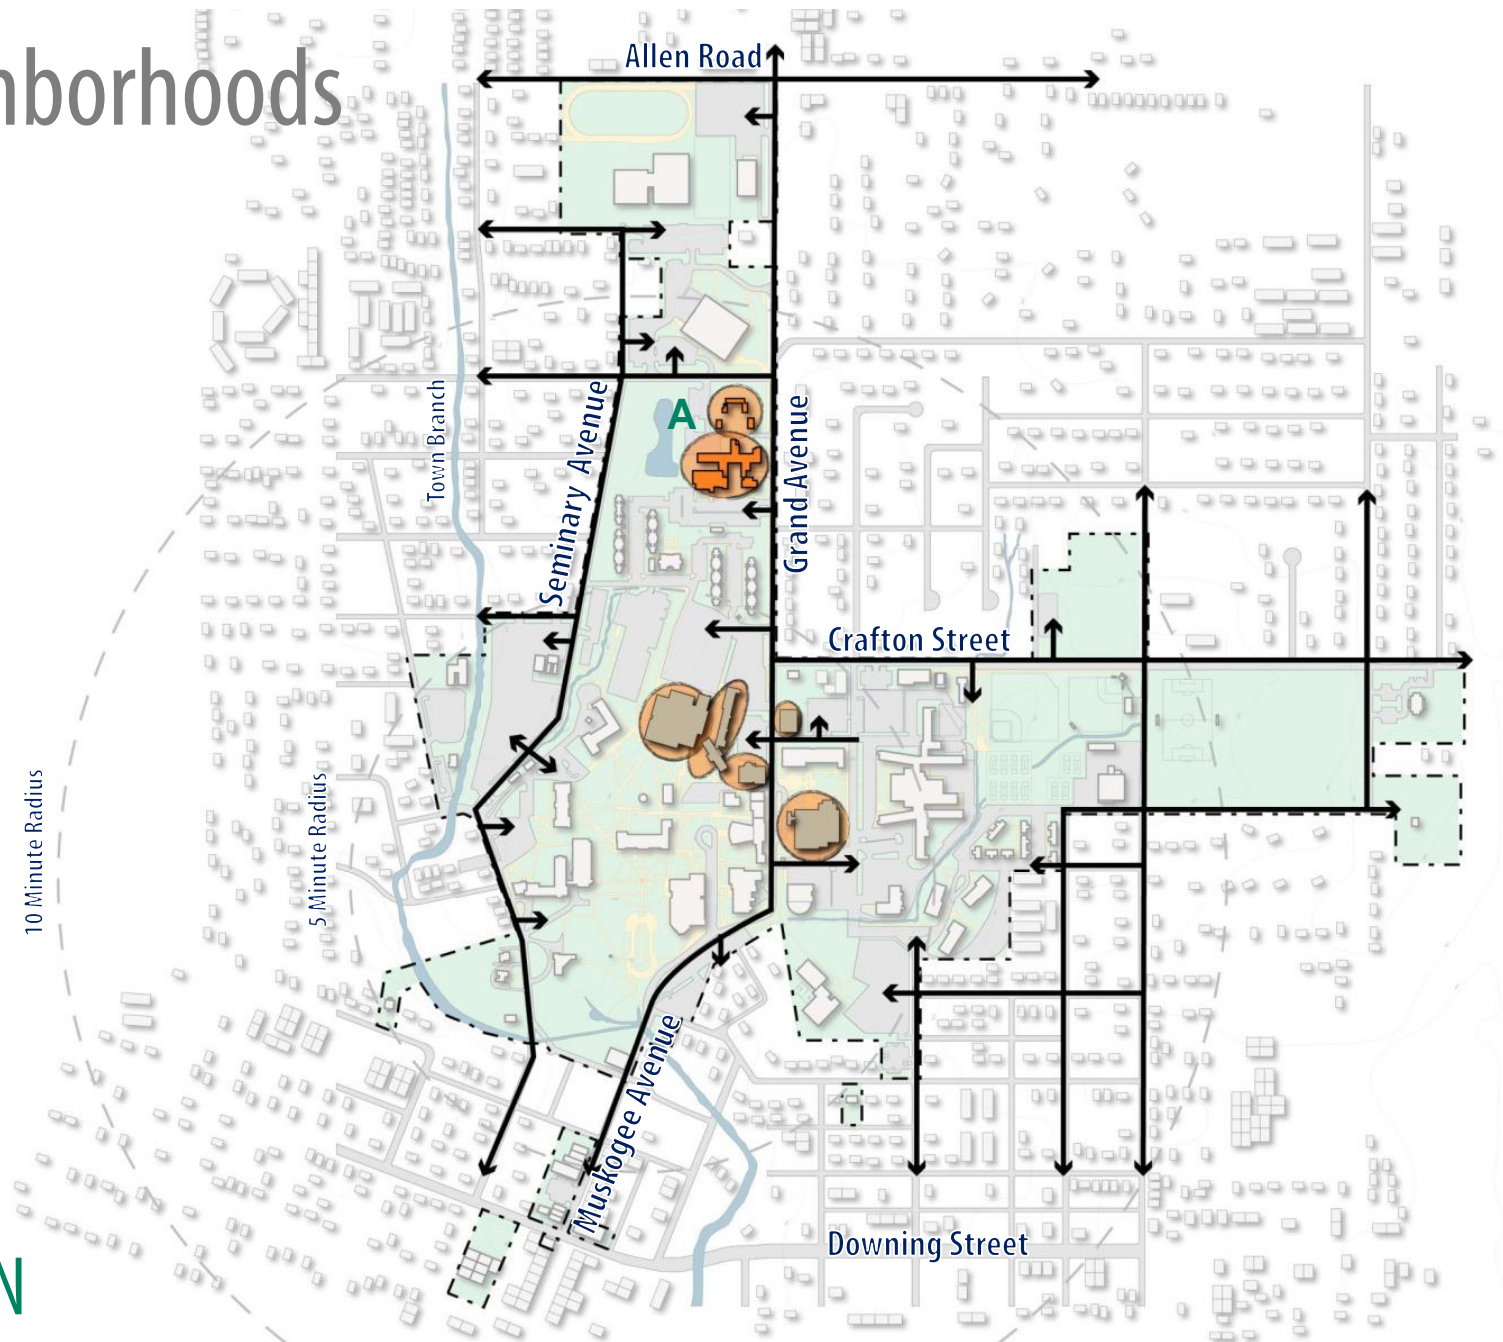 nborhoods
Allen Road
Town Branch
Seminary Avenue
A
Grand Avenue
Crafton Street
10 Minute Radius
5 Minute Radius
Muskogee Avenue
Downing Street
N